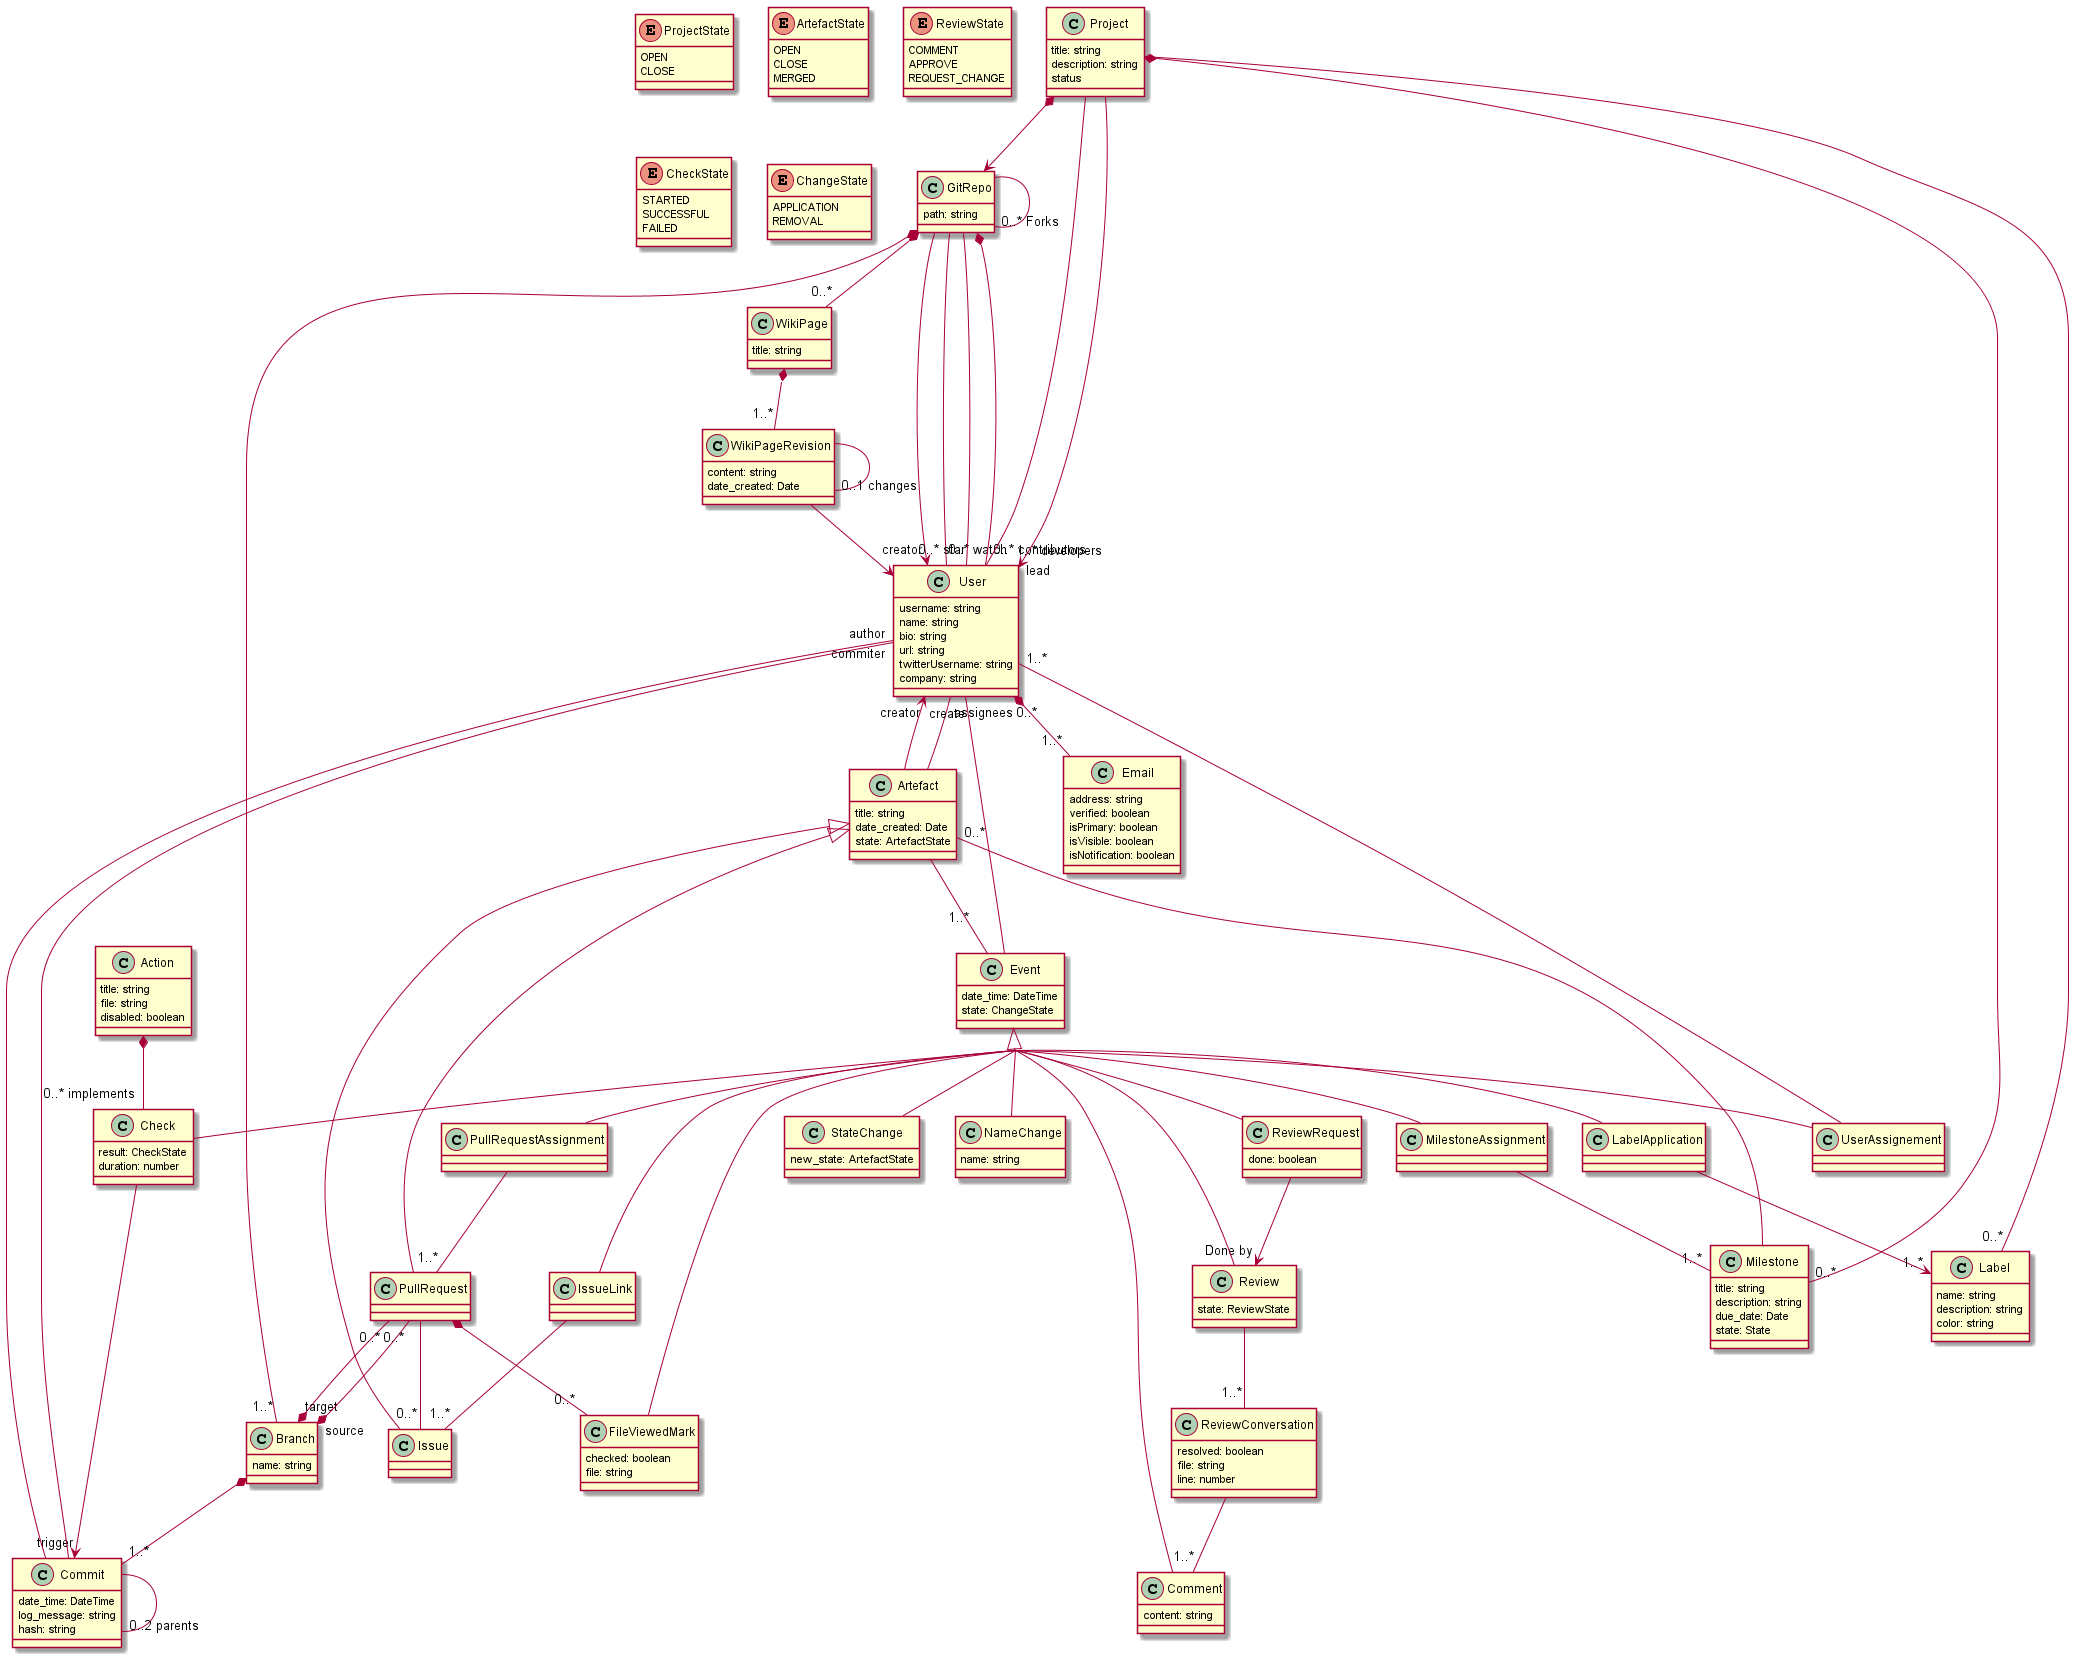 E ProjectState
OPEN
CLOSE
E ArtefactState
OPEN
CLOSE
MERGED
E ReviewState
COMMENT
APPROVE
REQUEST_CHANGE
C Project
title: string
description: string
status
E CheckState
STARTED
SUCCESSFUL
FAILED
E ChangeState
APPLICATION
REMOVAL
C GitRepo
path: string
0..* Forks
0..*
C WikiPage
title: string
1..*
C WikiPageRevision
content: string
date_created: Date
0..1 changes
creator
0..* star
0..* watch
0..* contributors
1..* developers
lead
C User
username: string
name: string
bio: string
url: string
twitterUsername: string
company: string
author
commiter
1..*
creator
create
assignees 0..*
1..*
C Artefact
title: string
date_created: Date
state: ArtefactState
0..*
C Email
address: string
verified: boolean
isPrimary: boolean
isVisible: boolean
isNotification: boolean
1..*
C Action
title: string
file: string
disabled: boolean
C Event
date_time: DateTime
state: ChangeState
0..* implements
C Check
result: CheckState
duration: number
C PullRequestAssignment
C StateChange
new_state: ArtefactState
C NameChange
name: string
C ReviewRequest
done: boolean
C MilestoneAssignment
C LabelApplication
C UserAssignement
1..*
Done by
1..*
0..*
1..*
0..*
C PullRequest
C IssueLink
C Review
state: ReviewState
C Milestone
title: string
description: string
due_date: Date
state: State
C Label
name: string
description: string
color: string
0..*
0..*
1..*
target
source
0..*
1..*
0..*
1..*
C Branch
name: string
C Issue
C FileViewedMark
checked: boolean
file: string
C ReviewConversation
resolved: boolean
file: string
line: number
trigger
1..*
1..*
C Commit
date_time: DateTime
log_message: string
hash: string
0..2 parents
C Comment
content: string